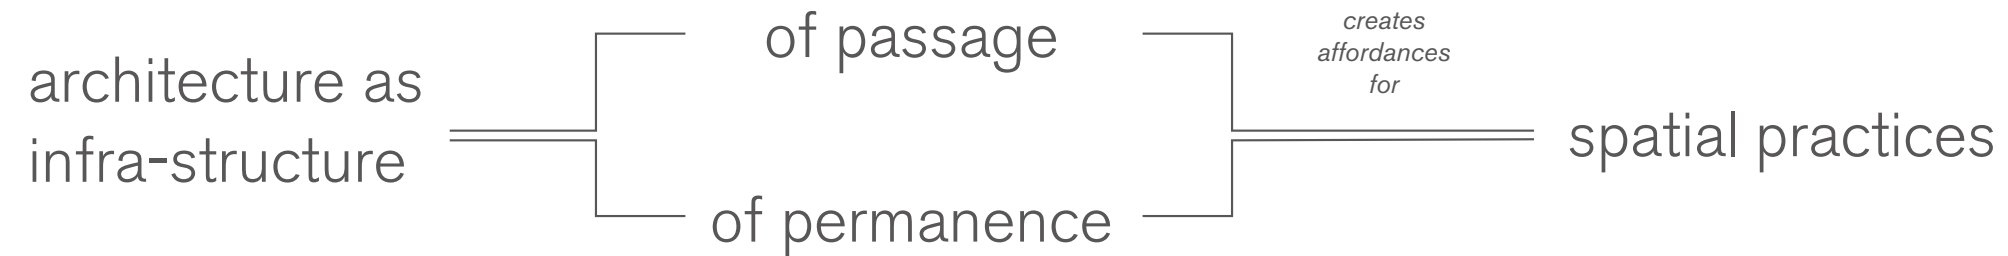 architecture as
infra-structure
of passage
of permanence
creates
affordances
for
spatial practices